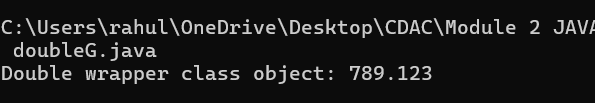 C:\Users\rahul\OneDrive\Desktop\CDAC\Module 2 JAVA
doubleG.java
Double wrapper class object: 789.123